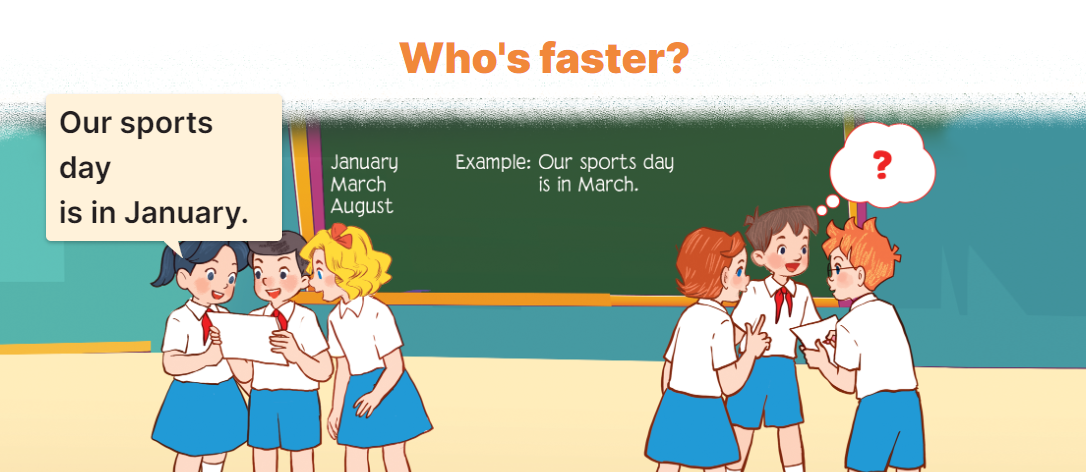 Who's faster?
Our sports
day
is in January.
January
March
August
Example: Our sports day
is in March.
?